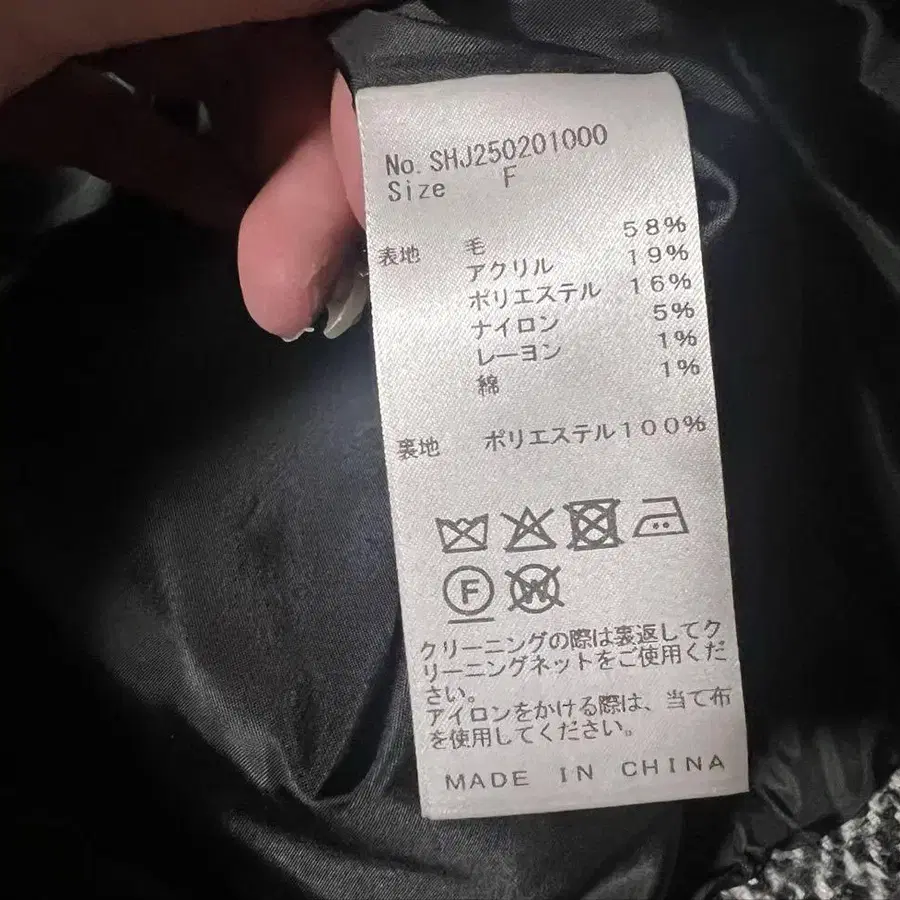 No. SHJ250201000
Size F
表地 毛 58%
アクリル 19%
ポリエステル 16%
ナイロン 5%
レーヨン 1%
綿 1%
裏地 ポリエステル100%
F W
クリーニングの際は裏返してク
リーニングネットをご使用くだ
さい。
アイロンをかける際は、当て布
を使用してください。
MADE IN CHINA